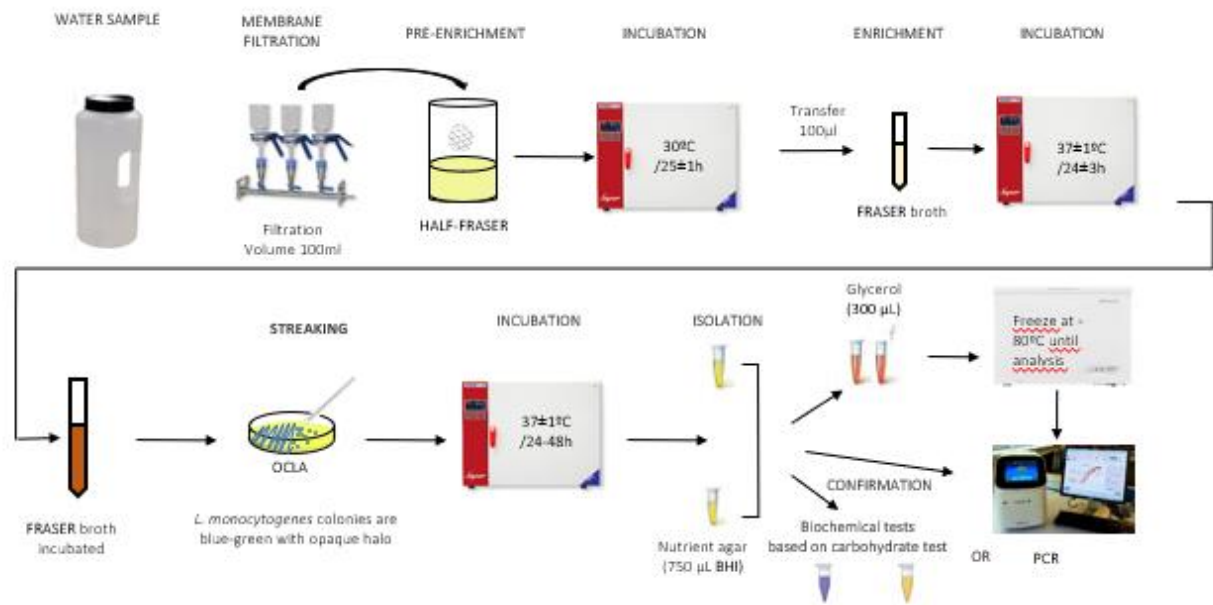 WATER SAMPLE
MEMBRANE
FILTRATION
PRE-ENRICHMENT
INCUBATION
ENRICHMENT
INCUBATION
Filtration
Volume 100ml
HALF-FRASER
30ºC
/25±1h
Transfer
100µl
FRASER broth
37±1ºC
/24±3h
STREAKING
INCUBATION
ISOLATION
Glycerol
(300 µL)
Freeze at -
80ºC until
analysis
FRASER broth
incubated
OCLA
L. monocytogenes colonies are
blue-green with opaque halo
37±1ºC
/24-48h
Nutrient agar
(750 µL BHI)
CONFIRMATION
Biochemical tests
based on carbohydrate test
OR
PCR